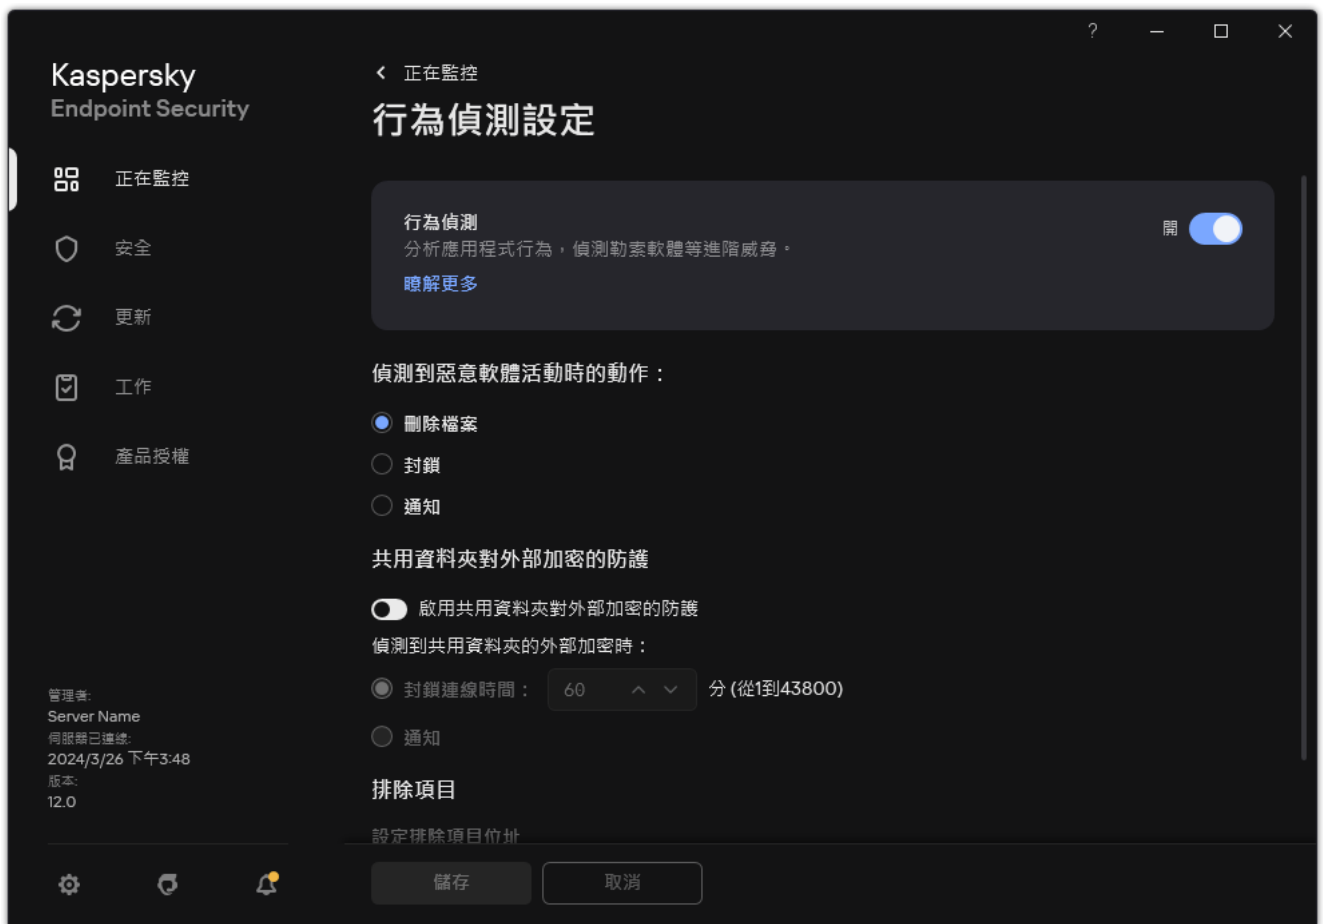 ?
Kaspersky
Endpoint Security
正在監控
安全
更新
工作
產品授權
管理者:
Server Name
伺服器已連線:
2024/3/26 下午3:48
版本:
12.0
正在監控
行為偵測設定
行為偵測
分析應用程式行為，偵測勒索軟體等進階威脅。
瞭解更多
開
偵測到惡意軟體活動時的動作：
刪除檔案
封鎖
通知
共用資料夾對外部加密的防護
啟用共用資料夾對外部加密的防護
偵測到共用資料夾的外部加密時：
封鎖連線時間： 60 分 (從1到43800)
通知
排除項目
設定排除項目位址
儲存
取消